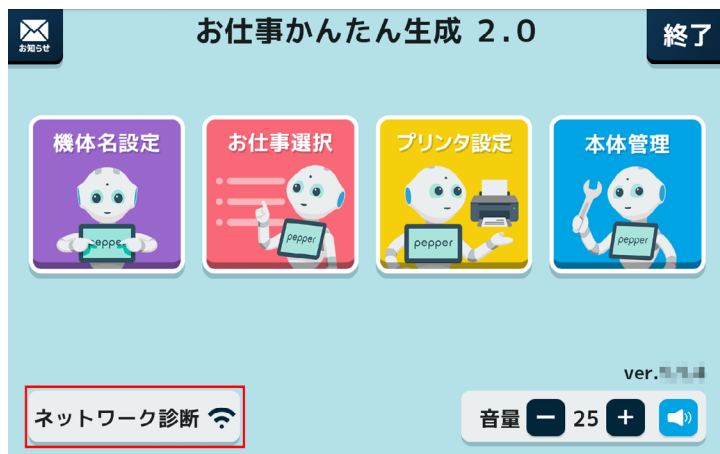 お知らせ
お仕事かんたん生成 2.0
終了
機体名設定
お仕事選択
プリンタ設定
本体管理
pepper
pepper
pepper
ver.
ネットワーク診断
音量 － 25 ＋